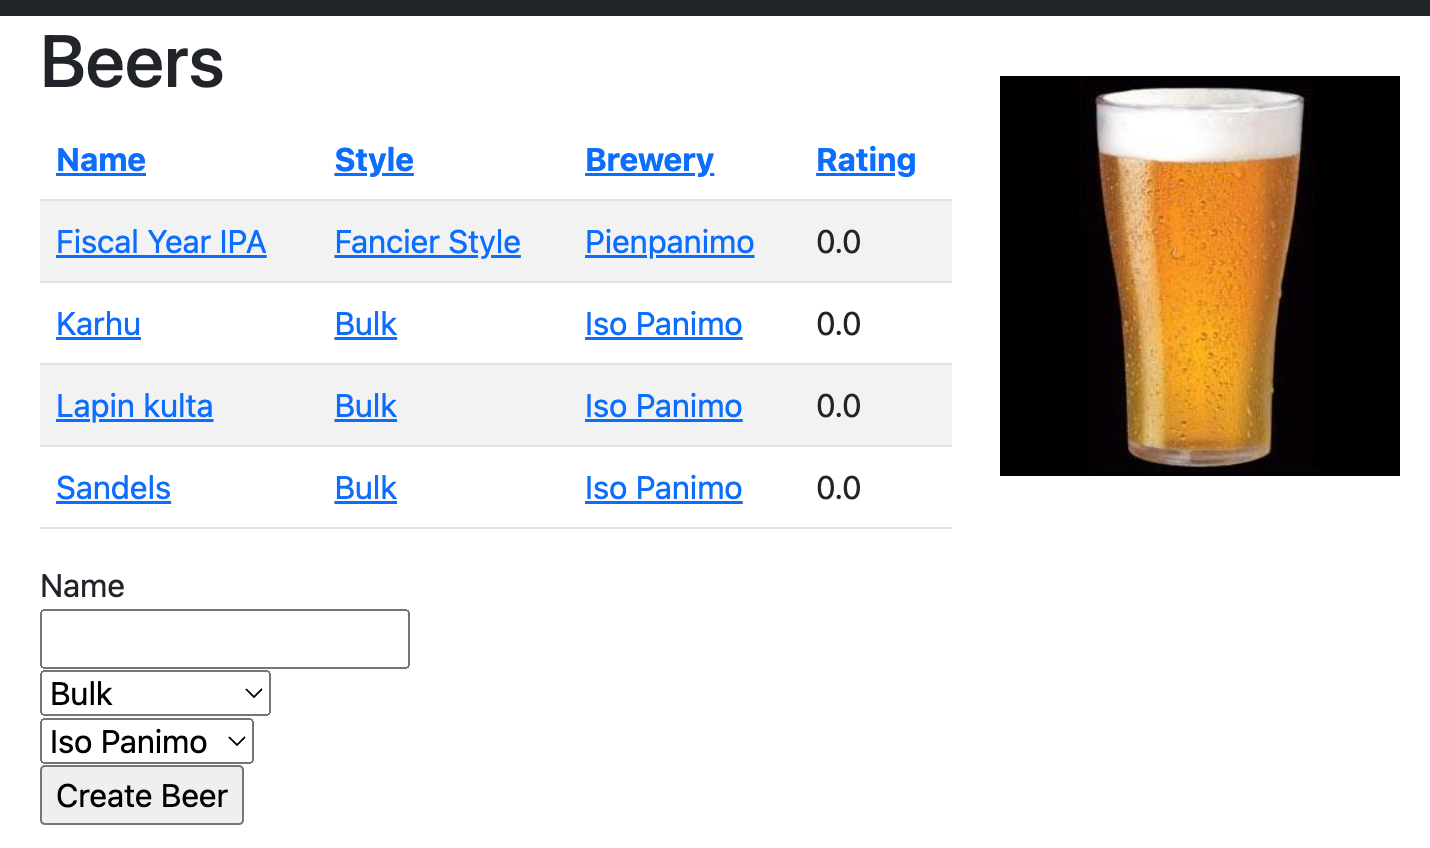 Beers
Name Style Brewery Rating
Fiscal Year IPA Fancier Style Pienpanimo 0.0
Karhu Bulk Iso Panimo 0.0
Lapin kulta Bulk Iso Panimo 0.0
Sandels Bulk Iso Panimo 0.0
Name
Bulk
Iso Panimo
Create Beer